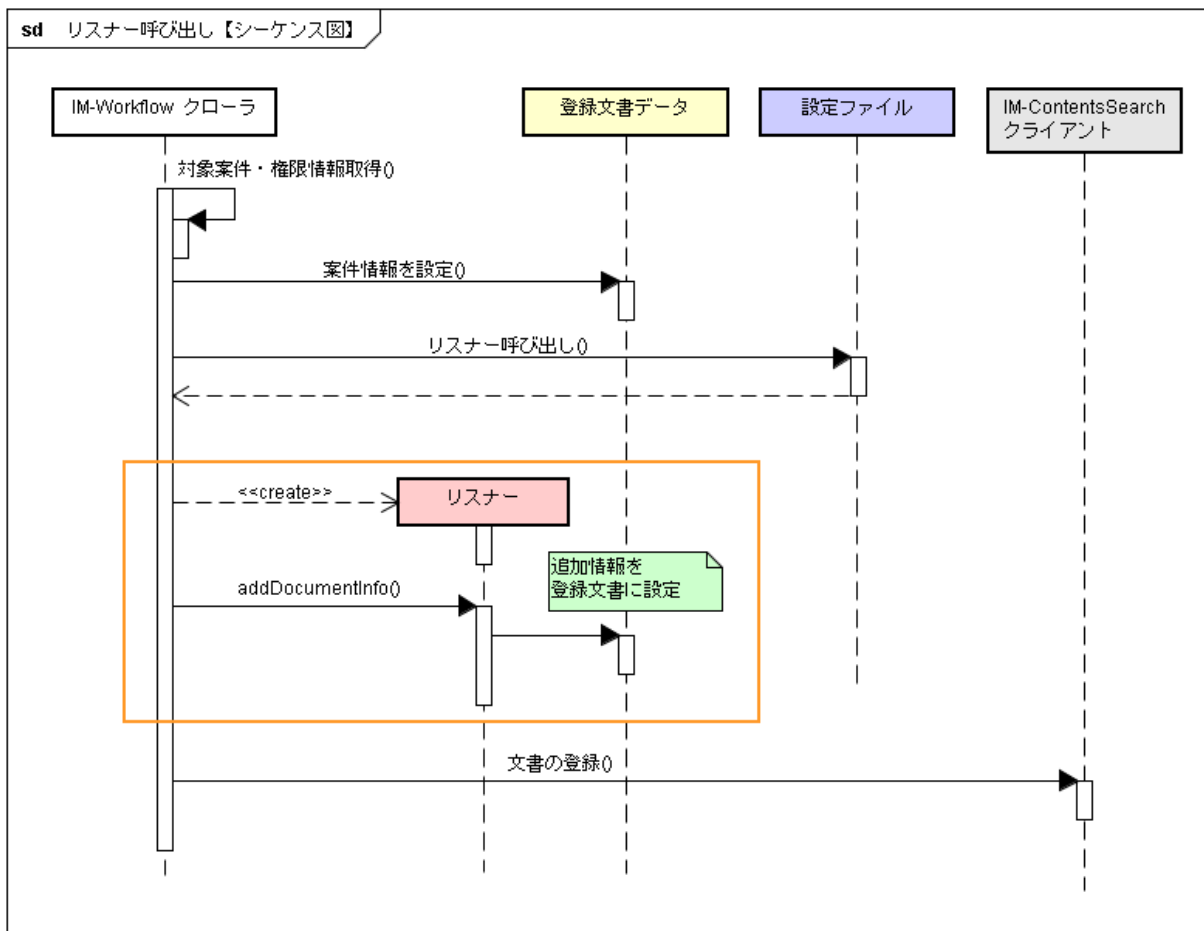 sd リスナー呼び出し【シーケンス図】
IM-Workflow クローラ
登録文書データ
設定ファイル
IM-ContentsSearch
クライアント
対象案件・権限情報取得()
案件情報を設定()
リスナー呼び出し()
<<create>>
リスナー
追加情報を
登録文書に設定
addDocumentInfo()
文書の登録()